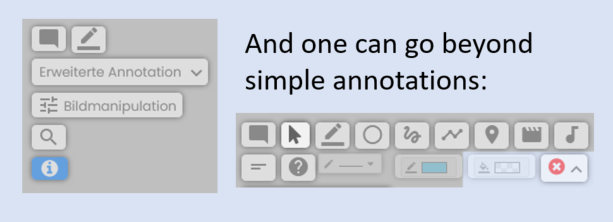 Erweiterte Annotation
Bildmanipulation
And one can go beyond
simple annotations: